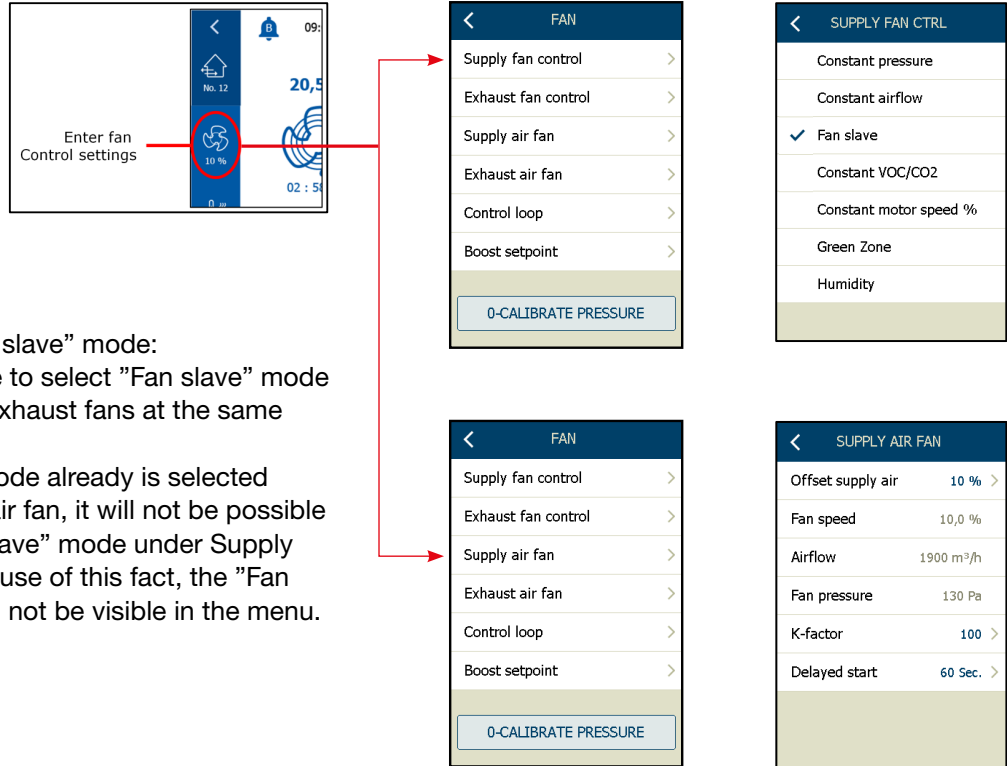 B 09:
No. 12
20,5
10 %
02 : 5
0
Enter fan
Control settings
FAN
Supply fan control
Exhaust fan control
Supply air fan
Exhaust air fan
Control loop
Boost setpoint
0-CALIBRATE PRESSURE
SUPPLY FAN CTRL
Constant pressure
Constant airflow
Fan slave
Constant VOC/CO2
Constant motor speed %
Green Zone
Humidity
slave” mode:
to select ”Fan slave” mode
xhaust fans at the same
ode already is selected
ir fan, it will not be possible
ave” mode under Supply
use of this fact, the ”Fan
not be visible in the menu.
FAN
Supply fan control
Exhaust fan control
Supply air fan
Exhaust air fan
Control loop
Boost setpoint
0-CALIBRATE PRESSURE
SUPPLY AIR FAN
Offset supply air 10 %
Fan speed 10,0 %
Airflow 1900 m³/h
Fan pressure 130 Pa
K-factor 100
Delayed start 60 Sec.